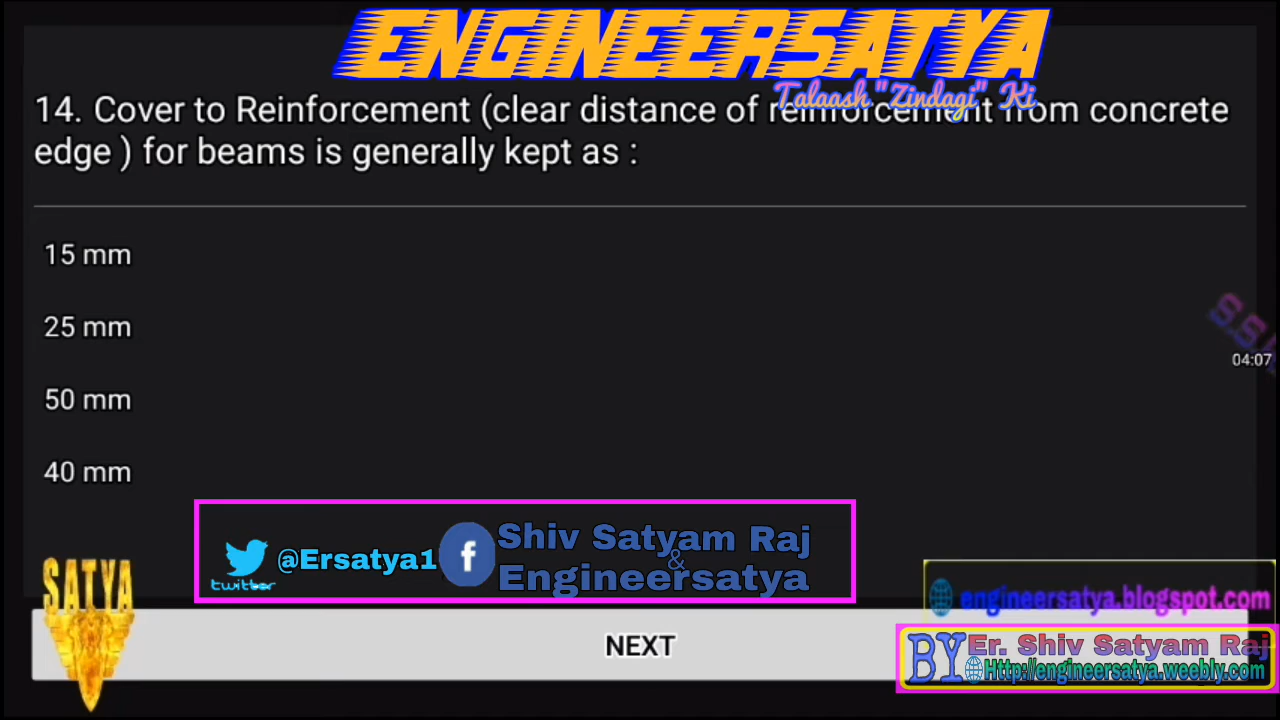 ENGINEERSATYA
Talaash "Zindagi" Ki
14. Cover to Reinforcement (clear distance of reinforcement from concrete
edge ) for beams is generally kept as :
15 mm
25 mm
S.S.
04:07
50 mm
40 mm
@Ersatya1
twitter
f
Shiv Satyam Raj
&
Engineersatya
SATYA
engineersatya.blogspot.com
NEXT
BY Er. Shiv Satyam Raj
Http://engineersatya.weebly.com